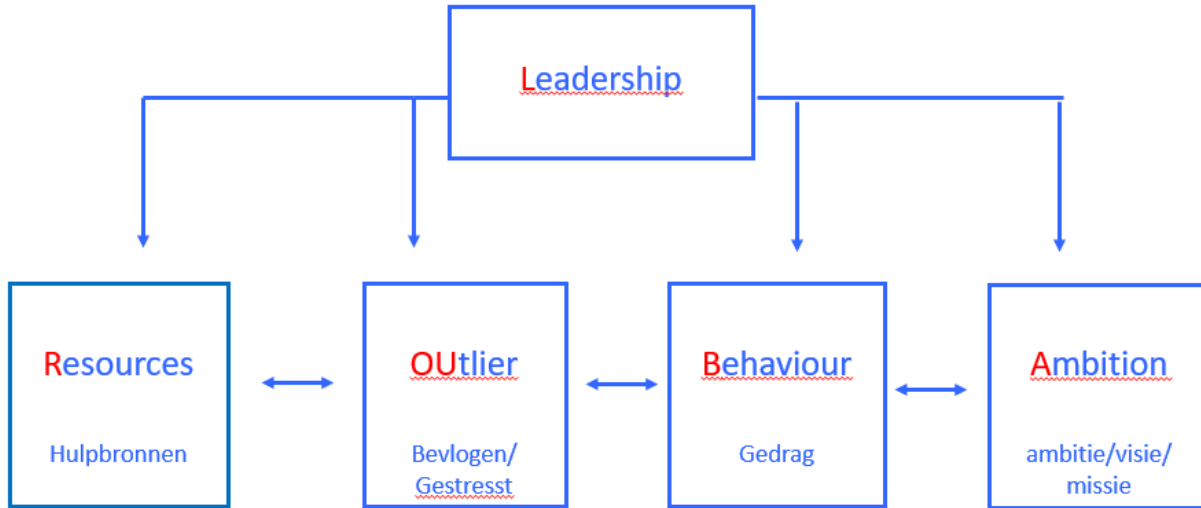 Leadership
Resources
OUtlier
Behaviour
Ambition
Hulpbronnen
Bevlogen/
Gestresst
Gedrag
ambitie/visie/
missie